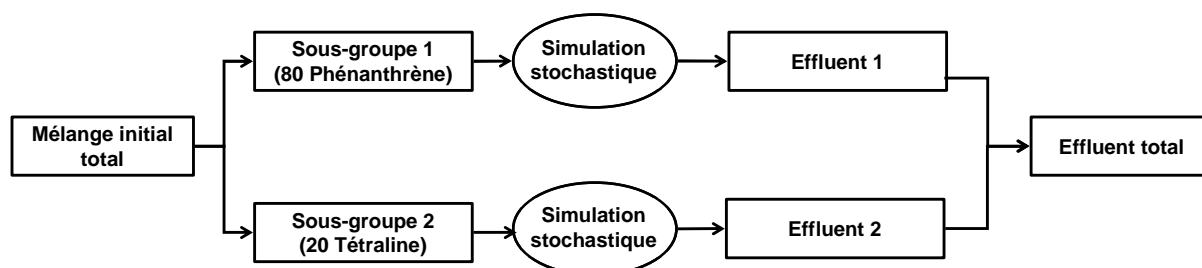 Mélange initial
total
Sous-groupe 1
(80 Phénanthrène)
Simulation
stochastique
Effluent 1
Sous-groupe 2
(20 Tétraline)
Simulation
stochastique
Effluent 2
Effluent total